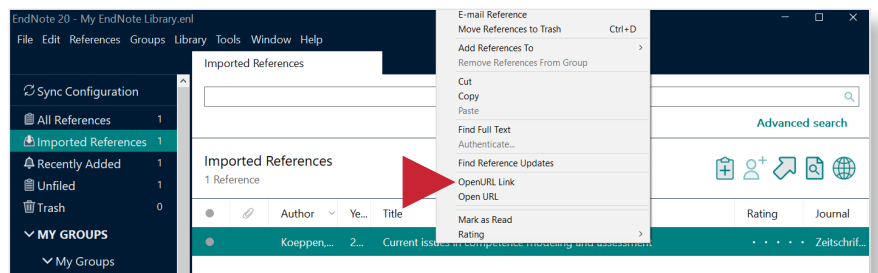 EndNote 20 - My EndNote Library.enl
File Edit References Groups Library Tools Window Help
Imported References
Sync Configuration
All References 1
Imported References 1
Recently Added 1
Unfiled 1
Trash 0
MY GROUPS
My Groups
Advanced search
Imported References
1 Reference
Author Ye... Title Rating Journal
Koeppen,... 2... Current issues in competence modeling and assessment Zeitschrif...
E-mail Reference
Move References to Trash Ctrl+D
Add References To
Remove References From Group
Cut
Copy
Paste
Find Full Text
Authenticate...
Find Reference Updates
OpenURL Link
Open URL
Mark as Read
Rating